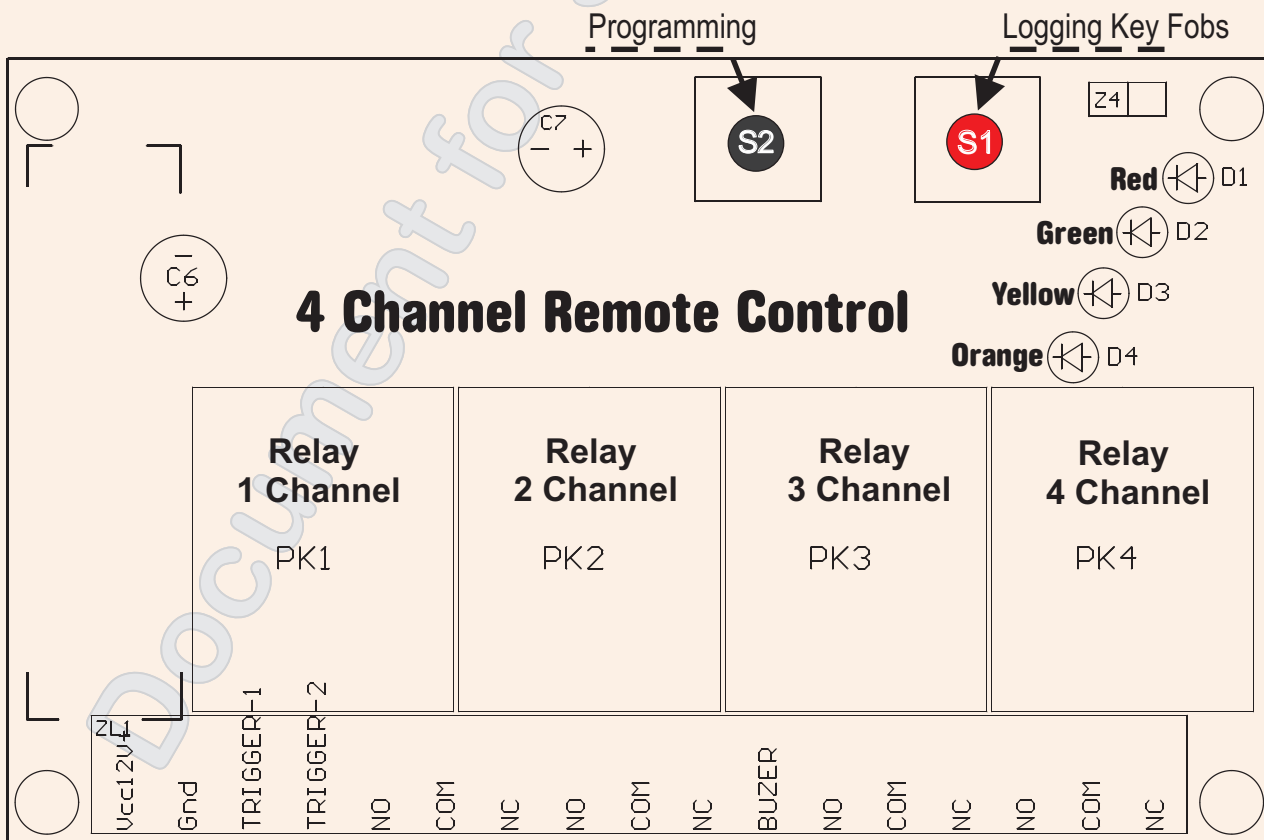 Programming
Logging Key Fobs
Z4
C7
- +
S2
S1
Red D1
Green D2
-
C6
+
Yellow D3
4 Channel Remote Control
Orange D4
Relay
1 Channel
PK1
Relay
2 Channel
PK2
Relay
3 Channel
PK3
Relay
4 Channel
PK4
ZL1
Vcc12V+
Gnd
TRIGGER-1
TRIGGER-2
NO
COM
NC
NO
COM
NC
BUZER
NO
COM
NC
NO
COM
NC
Document for